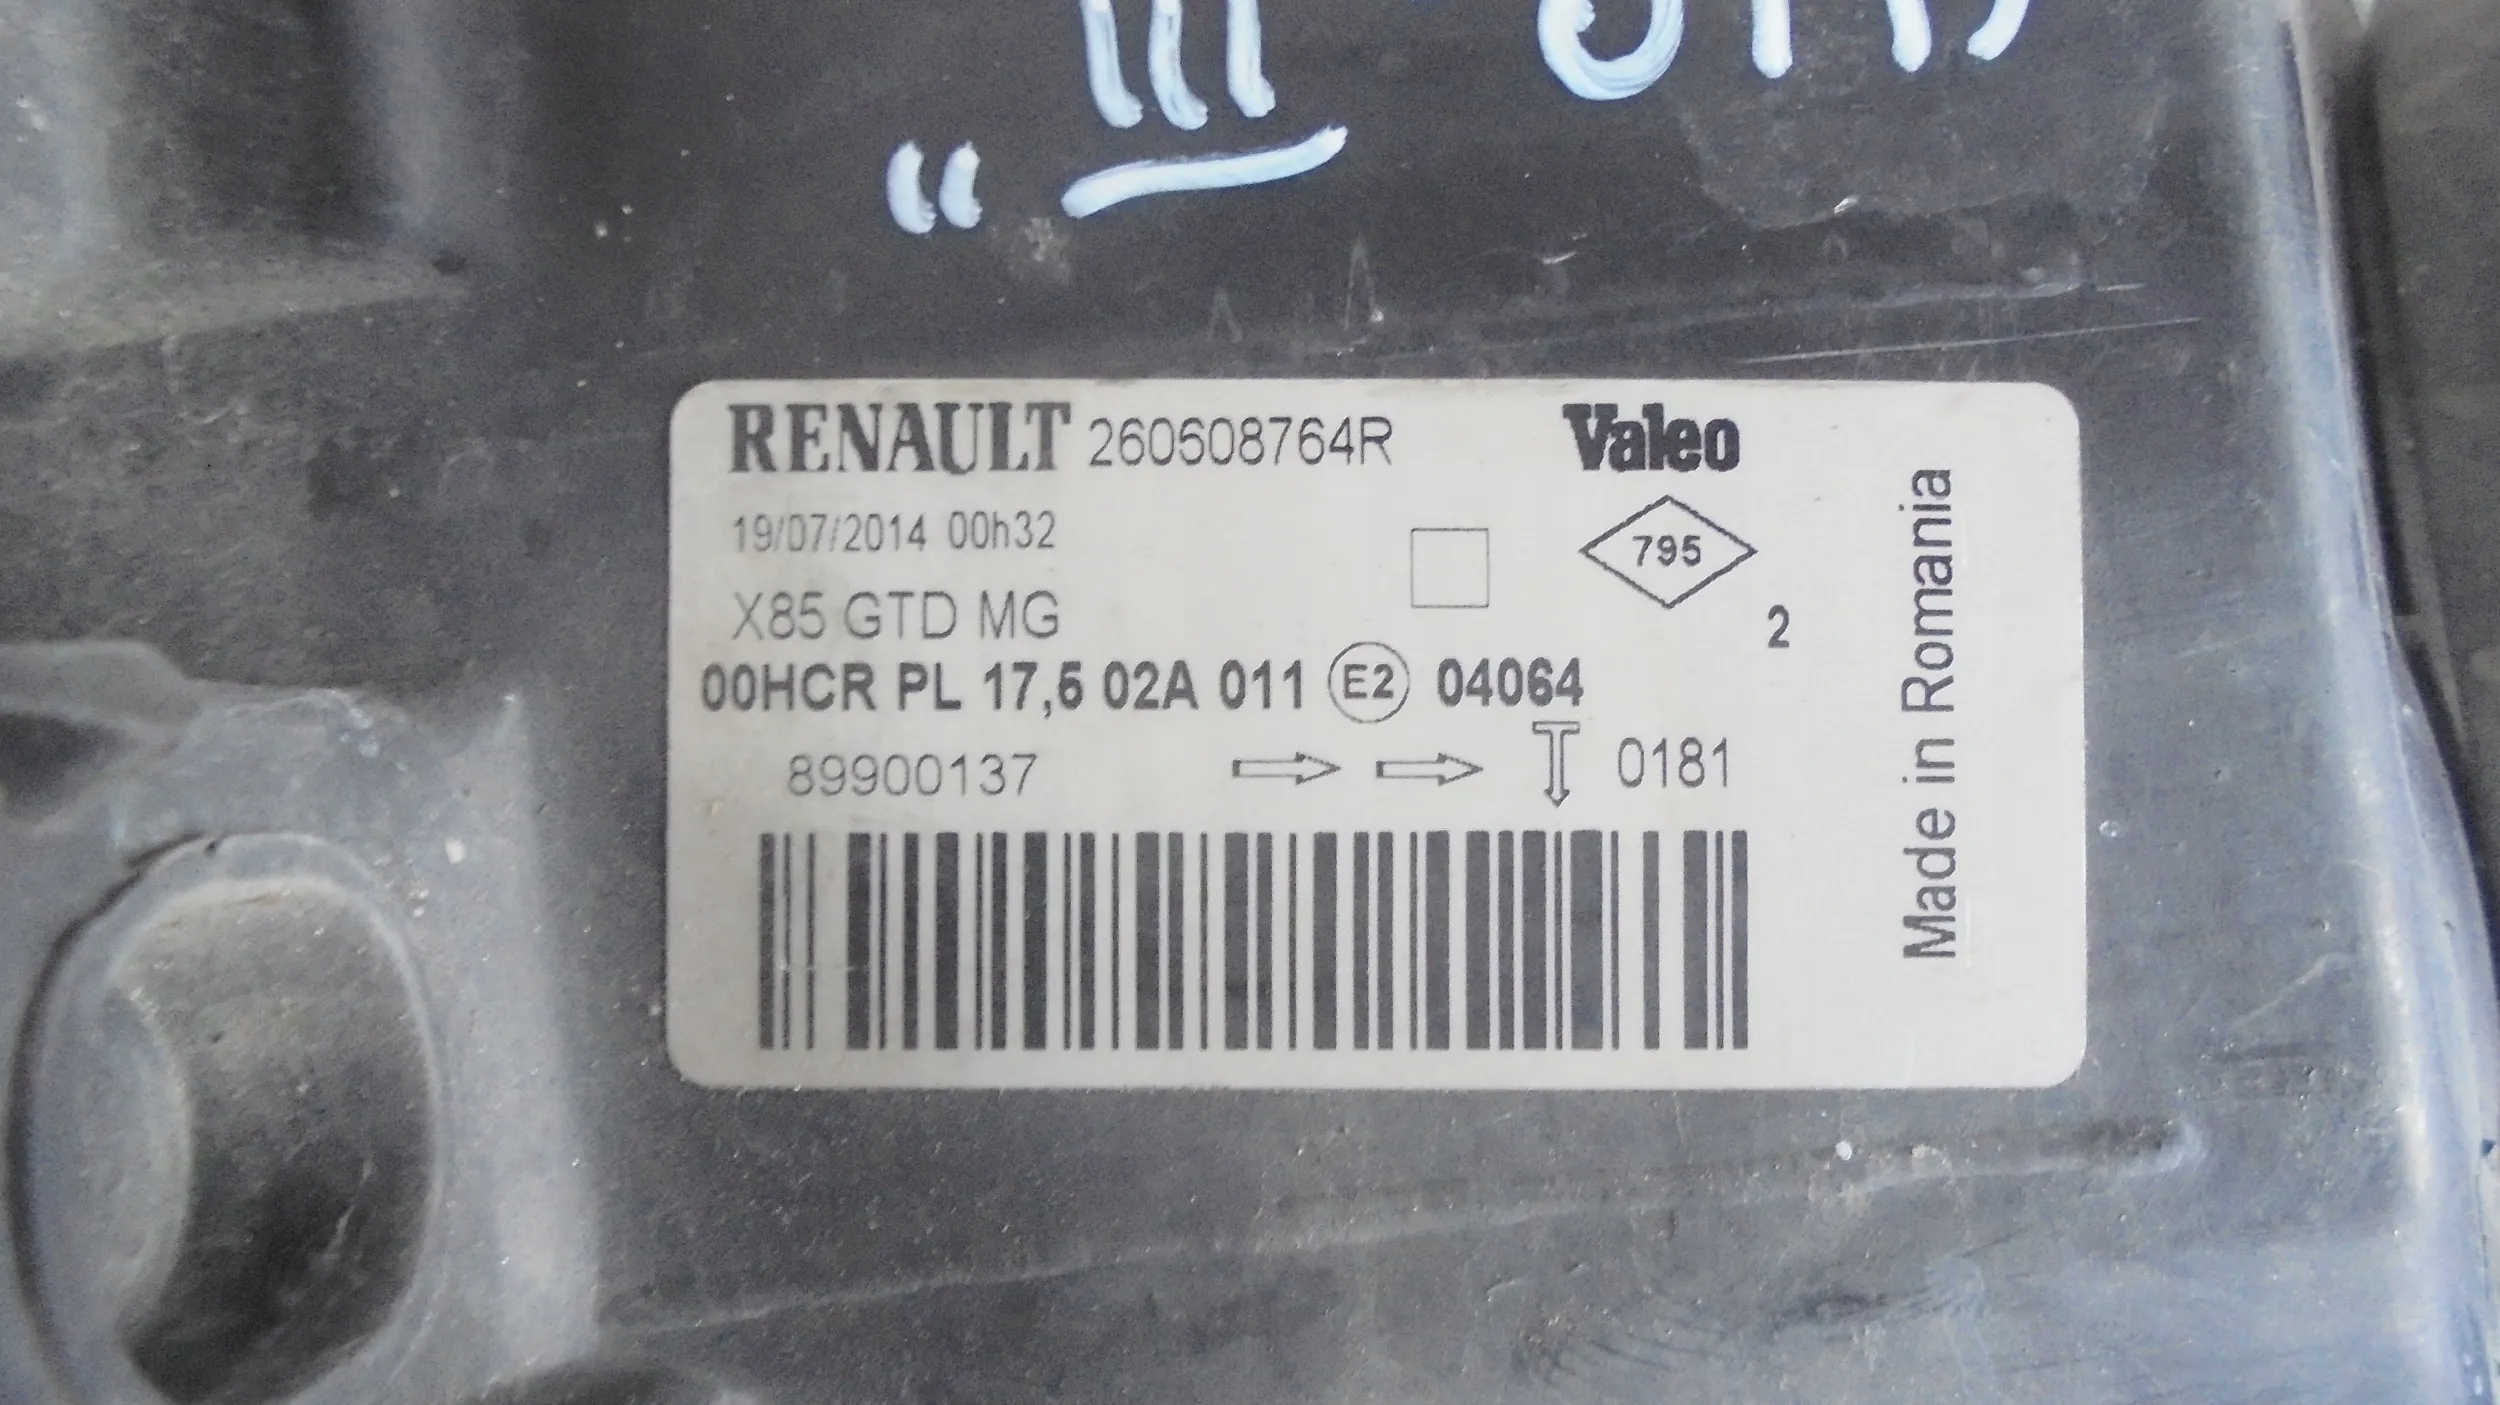 III
RENAULT 260608764R Valeo
19/07/2014 00h32
795
X85 GTD MG
2
00HCR PL 17,5 02A 011 E2 04064
89900137 0181
Made in Romania